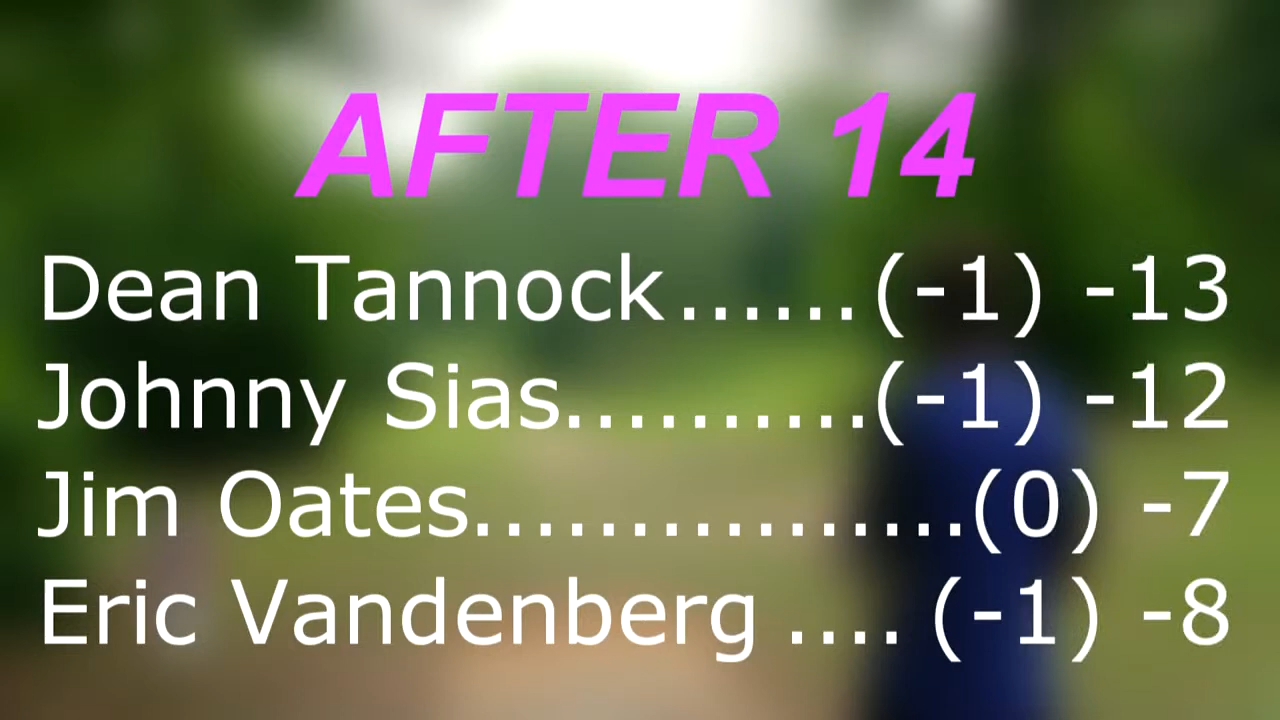 AFTER 14
Dean Tannock......(-1) -13
Johnny Sias..........(-1) -12
Jim Oates.................(0) -7
Eric Vandenberg .... (-1) -8